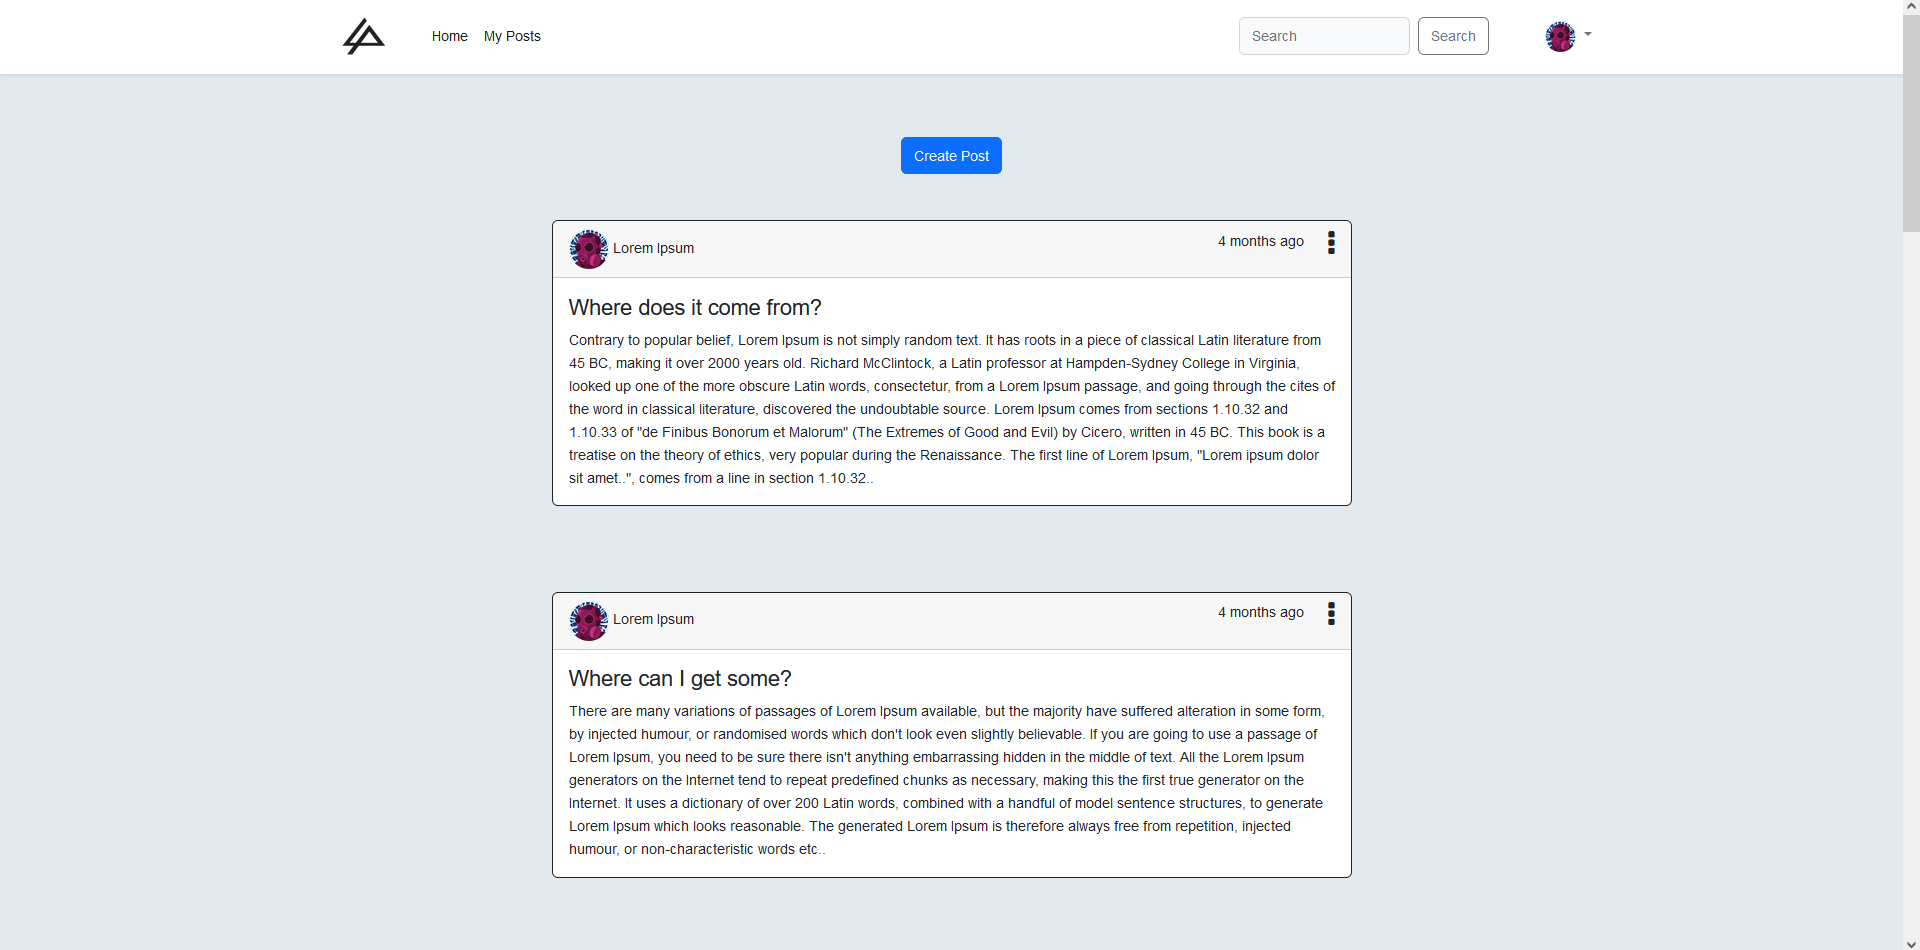 Home My Posts Search Search
Create Post
Lorem Ipsum 4 months ago
Where does it come from?
Contrary to popular belief, Lorem Ipsum is not simply random text. It has roots in a piece of classical Latin literature from
45 BC, making it over 2000 years old. Richard McClintock, a Latin professor at Hampden-Sydney College in Virginia,
looked up one of the more obscure Latin words, consectetur, from a Lorem Ipsum passage, and going through the cites of
the word in classical literature, discovered the undoubtable source. Lorem Ipsum comes from sections 1.10.32 and
1.10.33 of "de Finibus Bonorum et Malorum" (The Extremes of Good and Evil) by Cicero, written in 45 BC. This book is a
treatise on the theory of ethics, very popular during the Renaissance. The first line of Lorem Ipsum, "Lorem ipsum dolor
sit amet..", comes from a line in section 1.10.32..
Lorem Ipsum 4 months ago
Where can I get some?
There are many variations of passages of Lorem Ipsum available, but the majority have suffered alteration in some form,
by injected humour, or randomised words which don't look even slightly believable. If you are going to use a passage of
Lorem Ipsum, you need to be sure there isn't anything embarrassing hidden in the middle of text. All the Lorem Ipsum
generators on the Internet tend to repeat predefined chunks as necessary, making this the first true generator on the
Internet. It uses a dictionary of over 200 Latin words, combined with a handful of model sentence structures, to generate
Lorem Ipsum which looks reasonable. The generated Lorem Ipsum is therefore always free from repetition, injected
humour, or non-characteristic words etc..